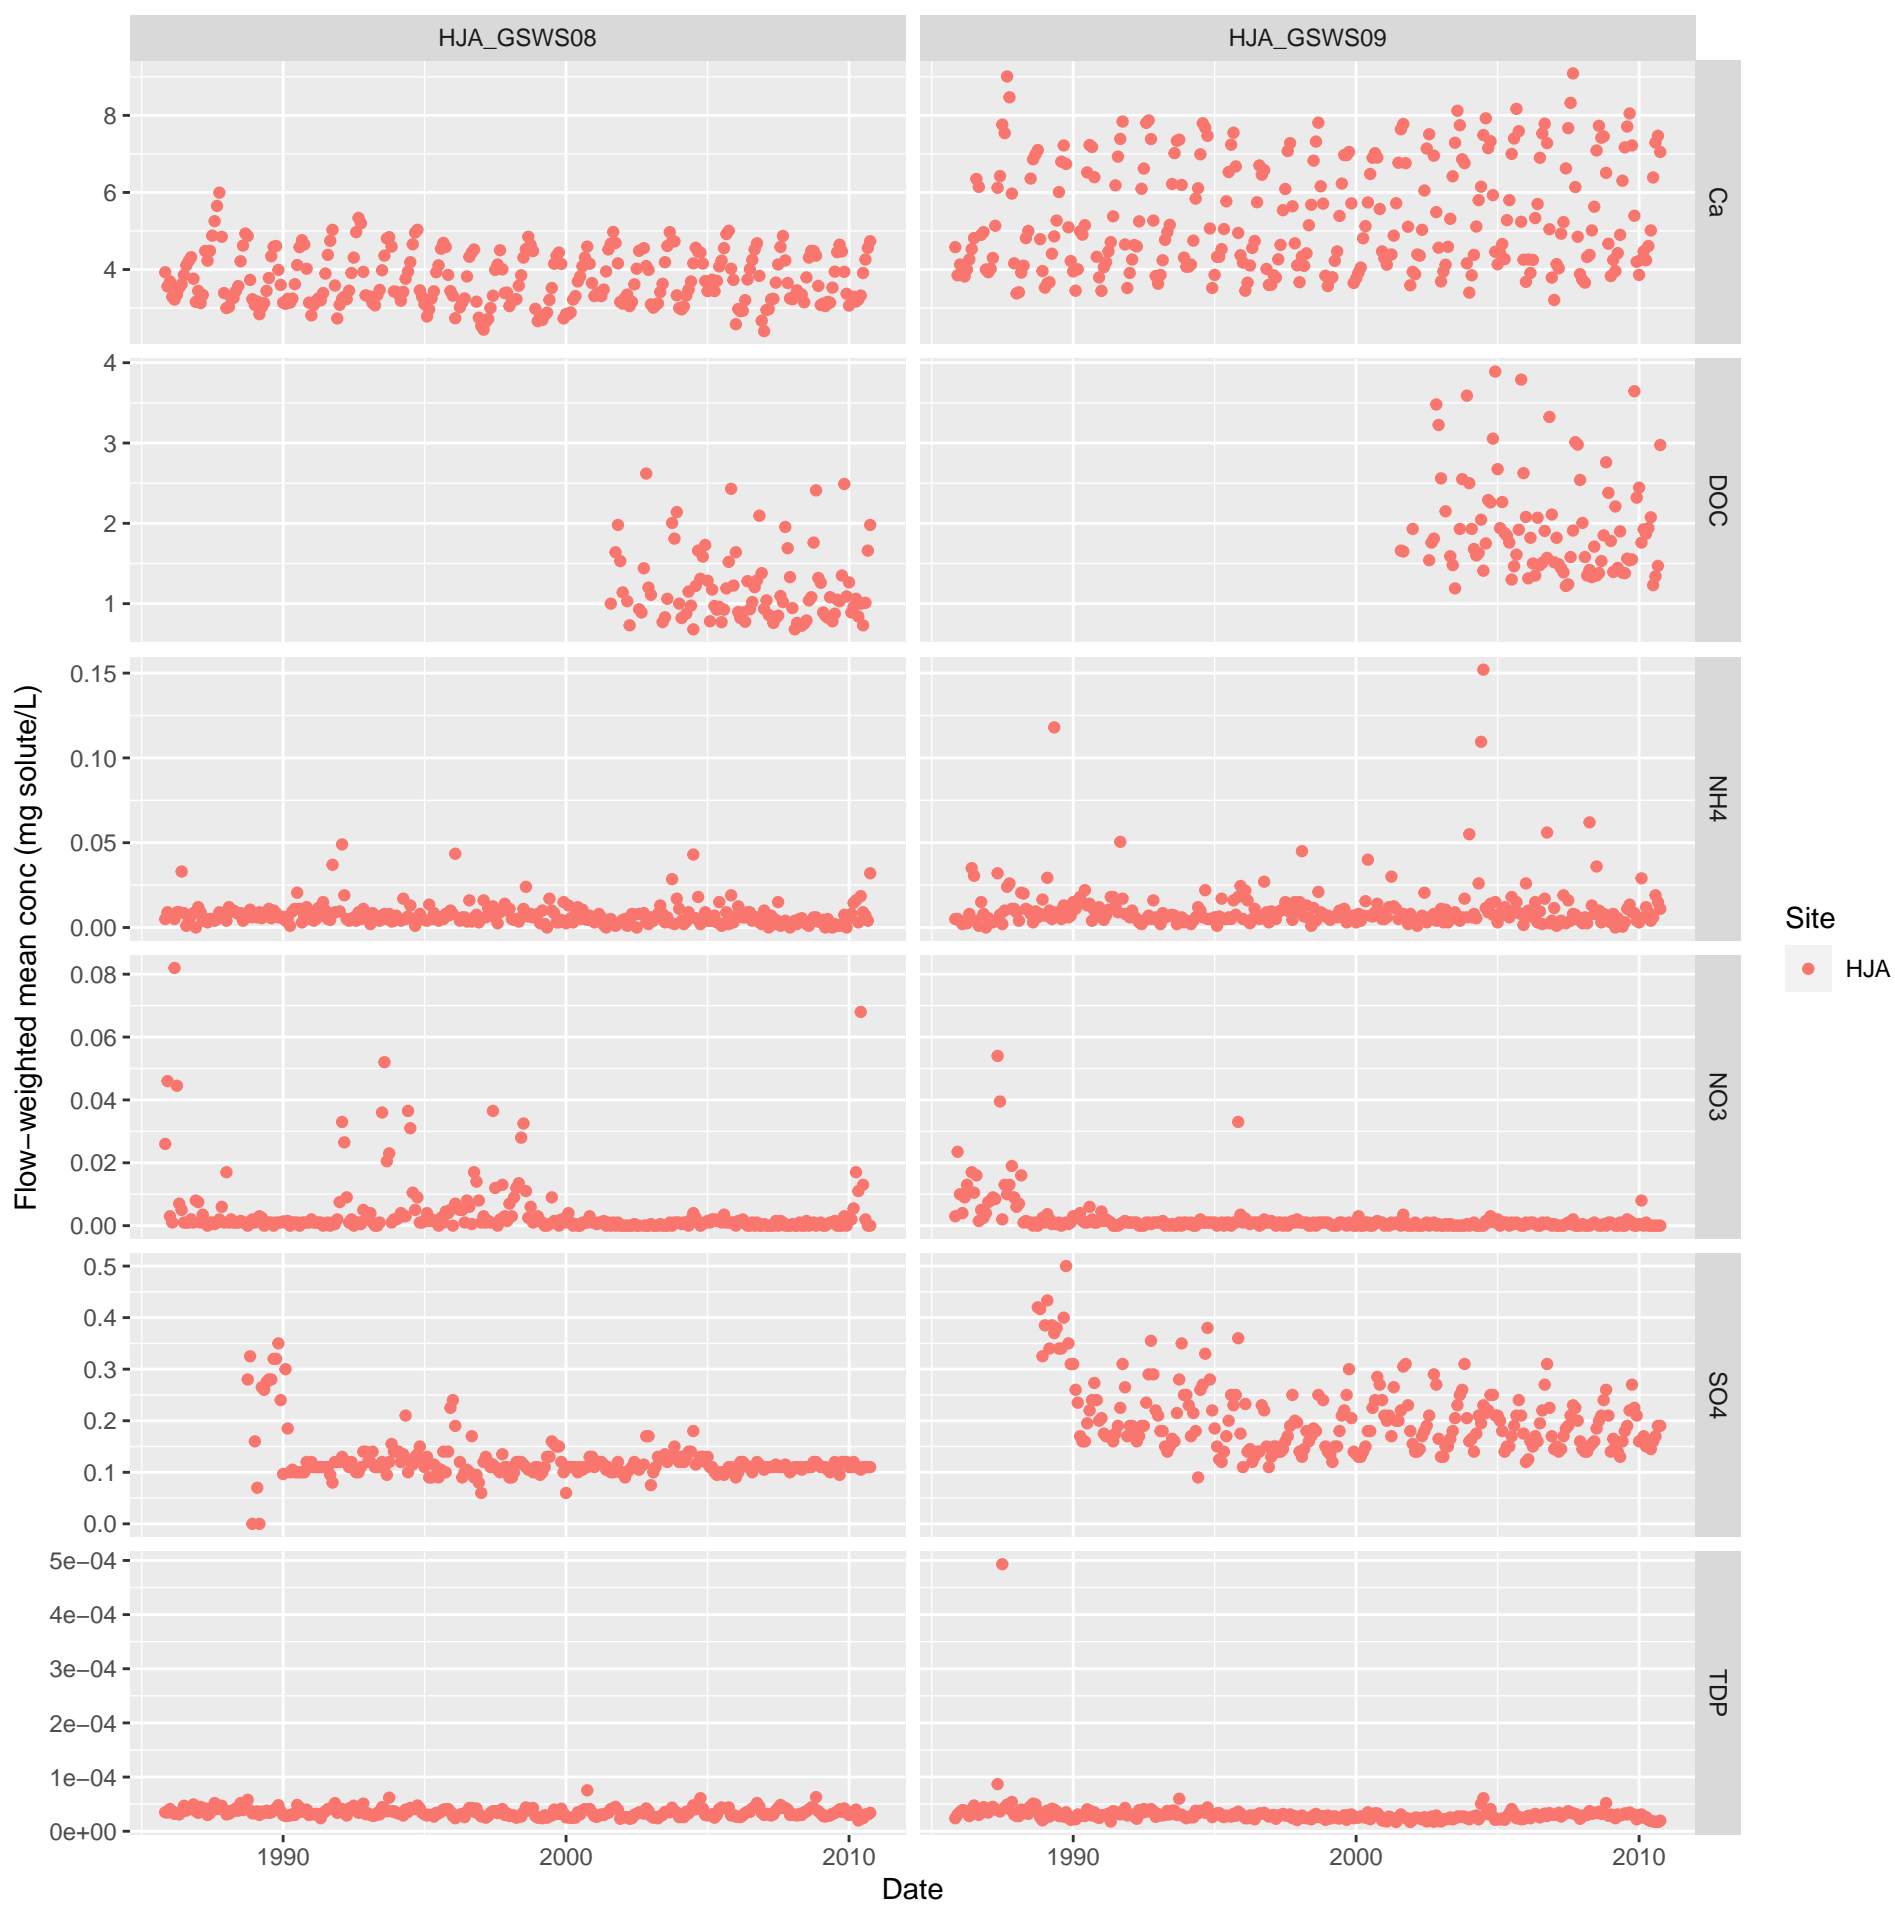 HJA_GSWS08 HJA_GSWS09
8
6
4
Ca
4
3
2
1
DOC
0.15
0.10
0.05
0.00
NH4
Flow−weighted mean conc (mg solute/L)
0.08
0.06
0.04
0.02
0.00
NO3
0.5
0.4
0.3
0.2
0.1
0.0
SO4
5e−04
4e−04
3e−04
2e−04
1e−04
0e+00
TDP
1990 2000 2010 1990 2000 2010
Date
Site
HJA